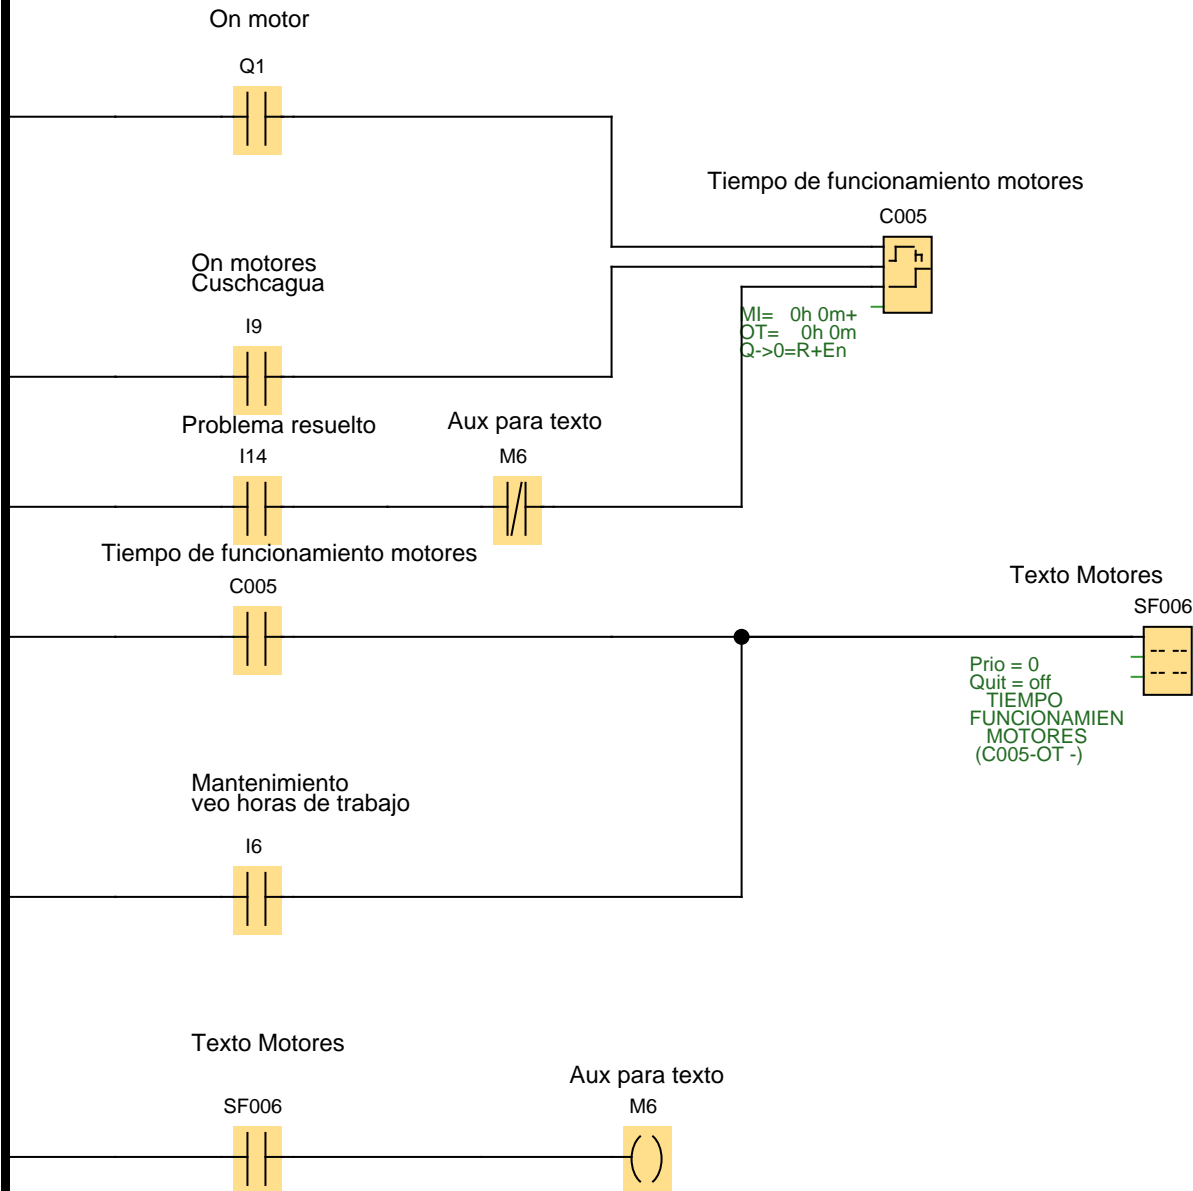 On motor
Q1
Tiempo de funcionamiento motores
C005
h
On motores
Cuschcagua
I9
MI= 0h 0m+
OT= 0h 0m
Q->0=R+En
Problema resuelto
Aux para texto
I14
M6
Tiempo de funcionamiento motores
C005
Texto Motores
SF006
Prio = 0
Quit = off
TIEMPO
FUNCIONAMIEN
MOTORES
(C005-OT -)
Mantenimiento
veo horas de trabajo
I6
Texto Motores
Aux para texto
SF006
M6